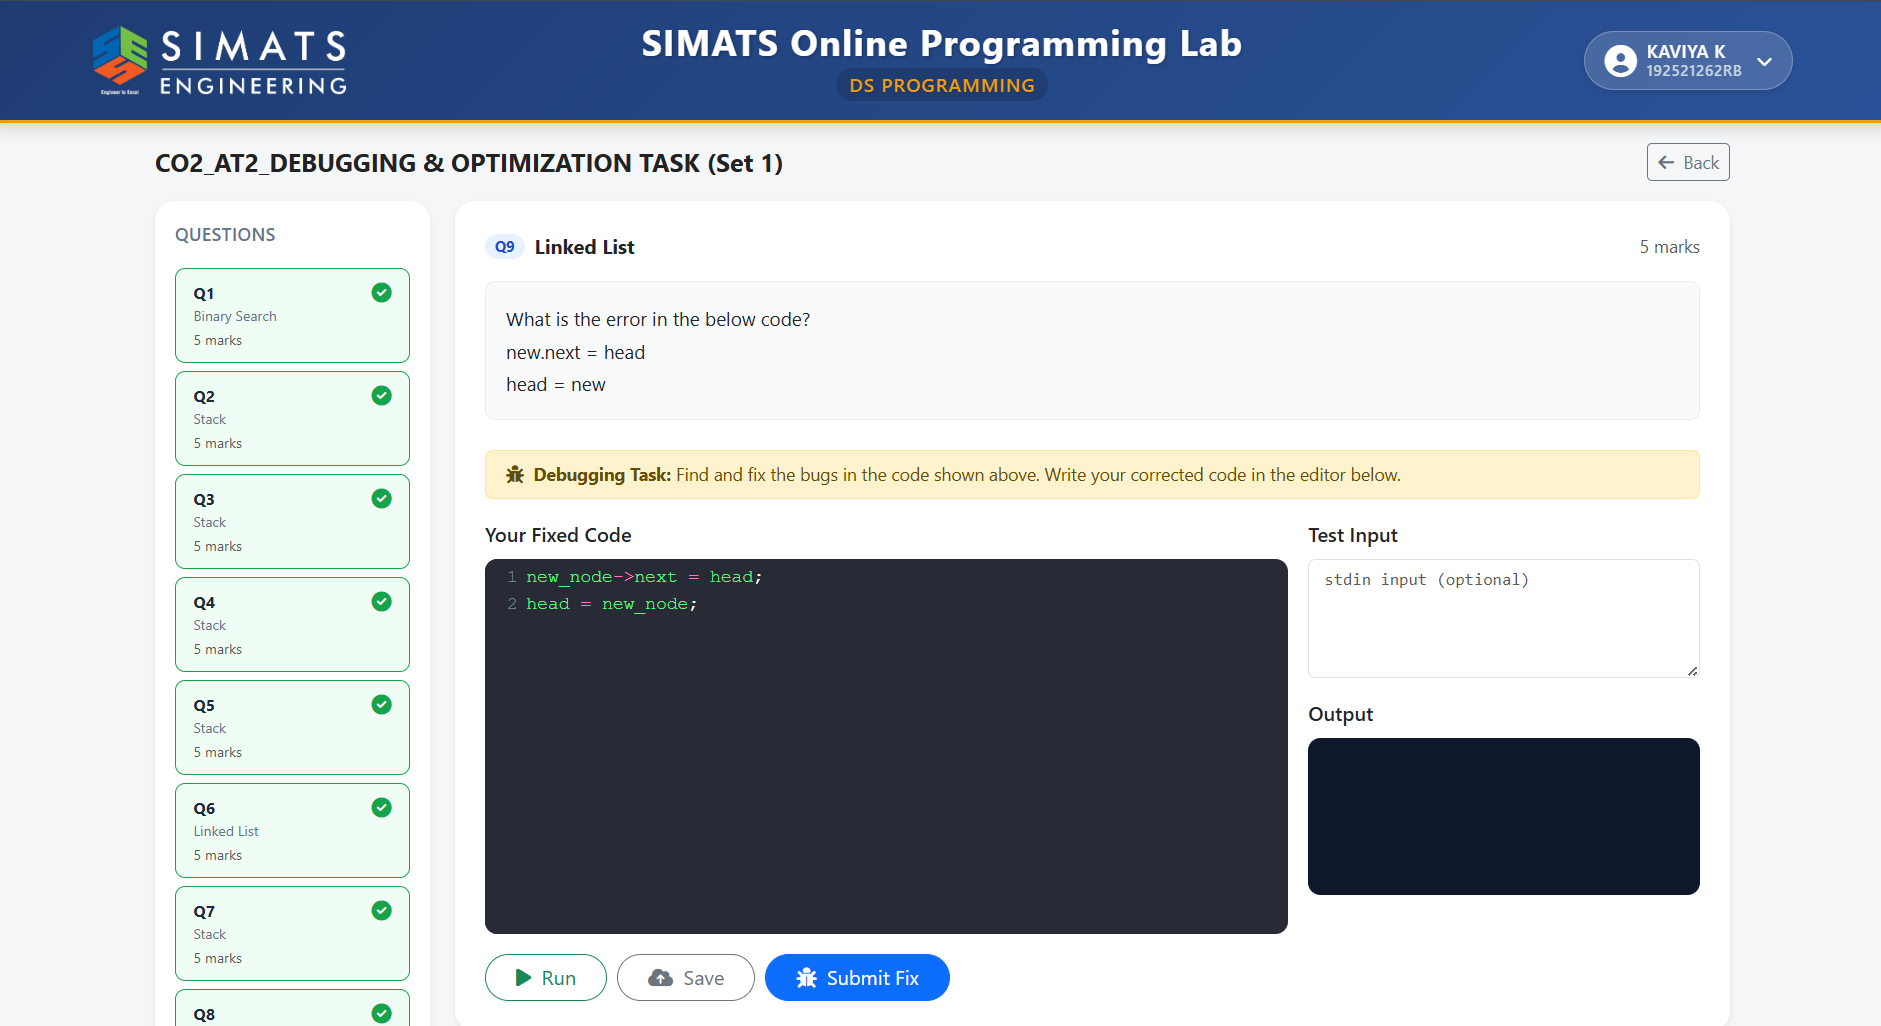 SIMATS
ENGINEERING
Engineer to Excel
SIMATS Online Programming Lab
DS PROGRAMMING
KAVIYA K
192521262RB
CO2_AT2_DEBUGGING & OPTIMIZATION TASK (Set 1)
Back
QUESTIONS
Q1
Binary Search
5 marks
Q2
Stack
5 marks
Q3
Stack
5 marks
Q4
Stack
5 marks
Q5
Stack
5 marks
Q6
Linked List
5 marks
Q7
Stack
5 marks
Q8
Q9 Linked List
5 marks
What is the error in the below code?
new.next = head
head = new
Debugging Task: Find and fix the bugs in the code shown above. Write your corrected code in the editor below.
Your Fixed Code
1 new_node->next = head;
2 head = new_node;
Test Input
stdin input (optional)
Output
Run
Save
Submit Fix